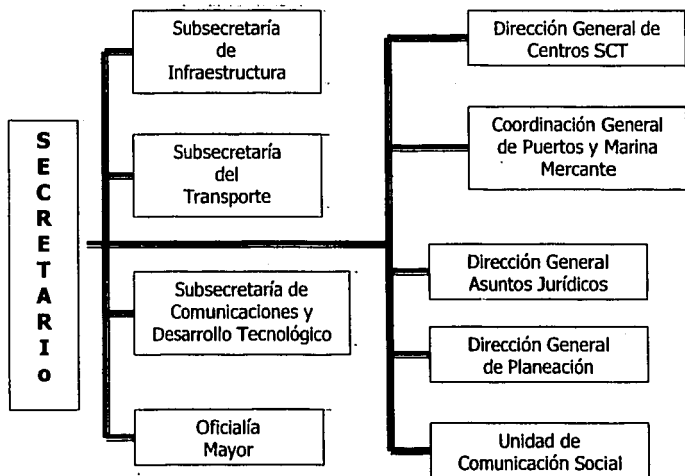 SECRETARIo
Subsecretaría
de
Infraestructura
Subsecretaría
del
Transporte
Subsecretaría de
Comunicaciones y
Desarrollo Tecnológico
Oficialía
Mayor
Dirección General de
Centros SCT
Coordinación General
de Puertos y Marina
Mercante
Dirección General
Asuntos Jurídicos
Dirección General
de Planeación
Unidad de
Comunicación Social